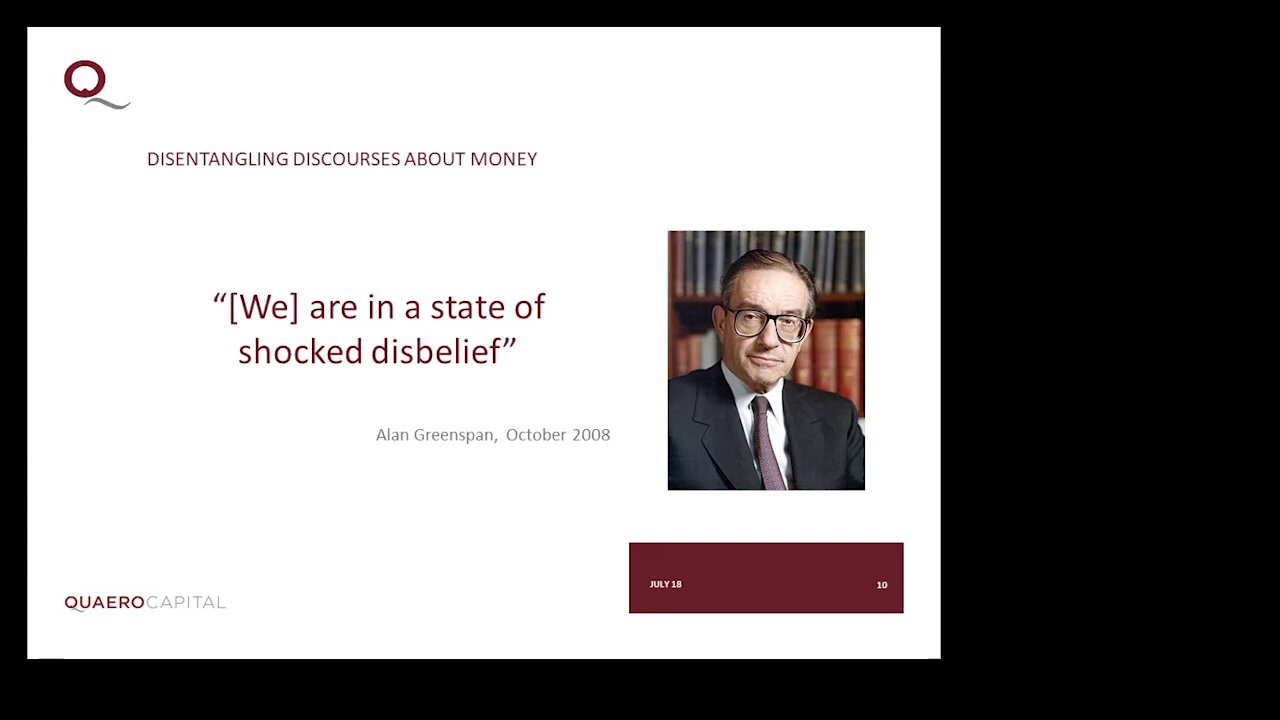 Q
DISENTANGLING DISCOURSES ABOUT MONEY
“[We] are in a state of
shocked disbelief”
Alan Greenspan, October 2008
JULY 18
10
QUAEROCAPITAL